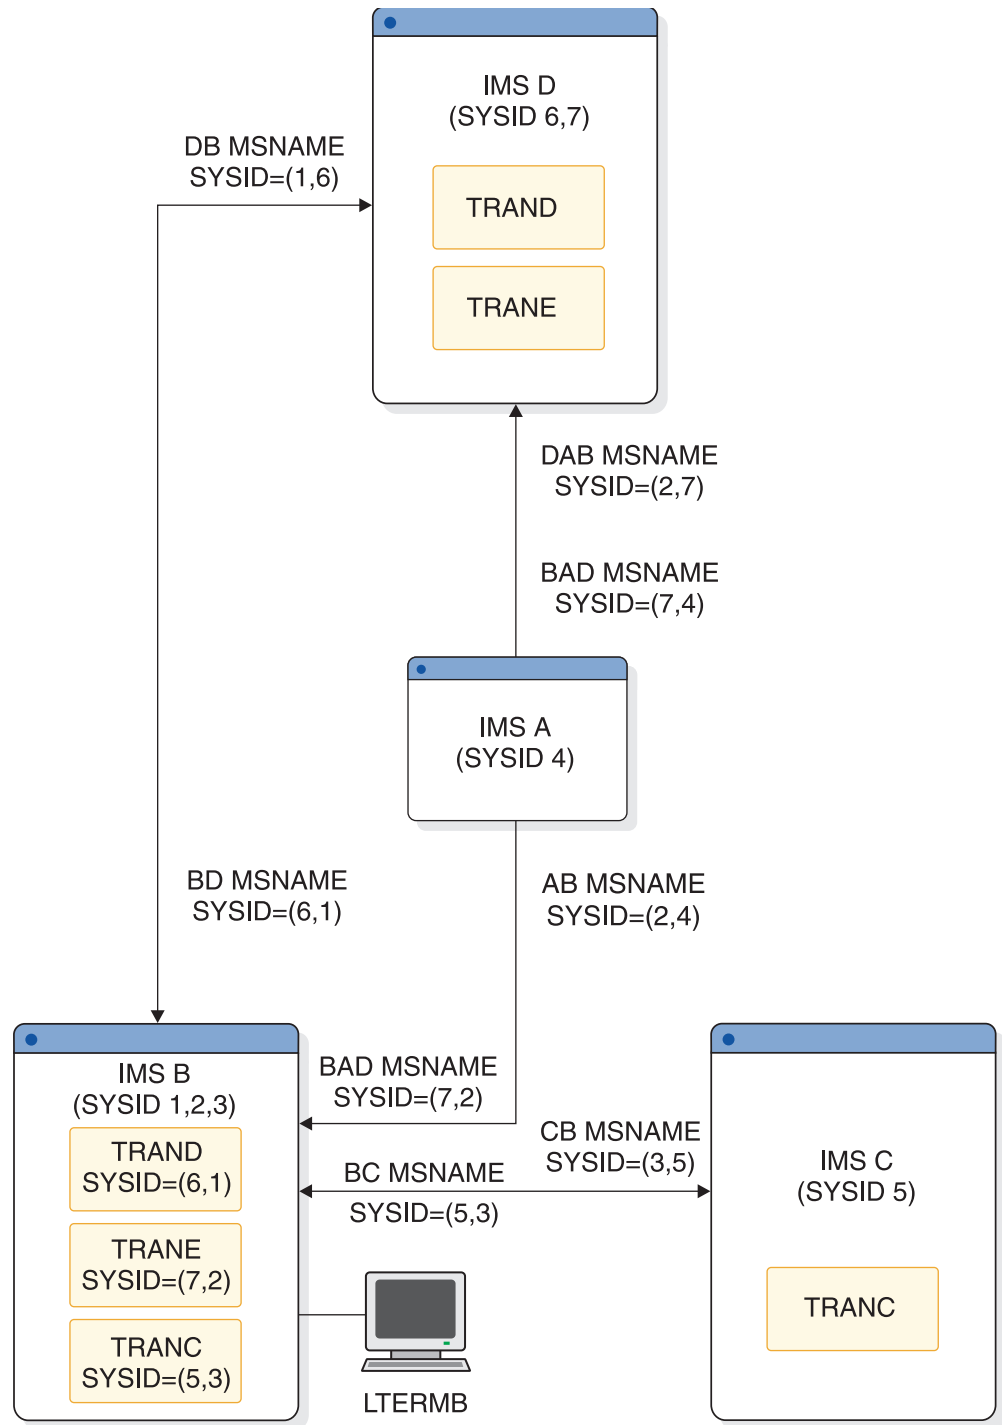 IMS D
(SYSID 6,7)
DB MSNAME
SYSID=(1,6)
TRAND
TRANE
DAB MSNAME
SYSID=(2,7)
BAD MSNAME
SYSID=(7,4)
IMS A
(SYSID 4)
BD MSNAME
SYSID=(6,1)
AB MSNAME
SYSID=(2,4)
IMS B
(SYSID 1,2,3)
TRAND
SYSID=(6,1)
TRANE
SYSID=(7,2)
TRANC
SYSID=(5,3)
BAD MSNAME
SYSID=(7,2)
CB MSNAME
SYSID=(3,5)
BC MSNAME
SYSID=(5,3)
LTERMB
IMS C
(SYSID 5)
TRANC